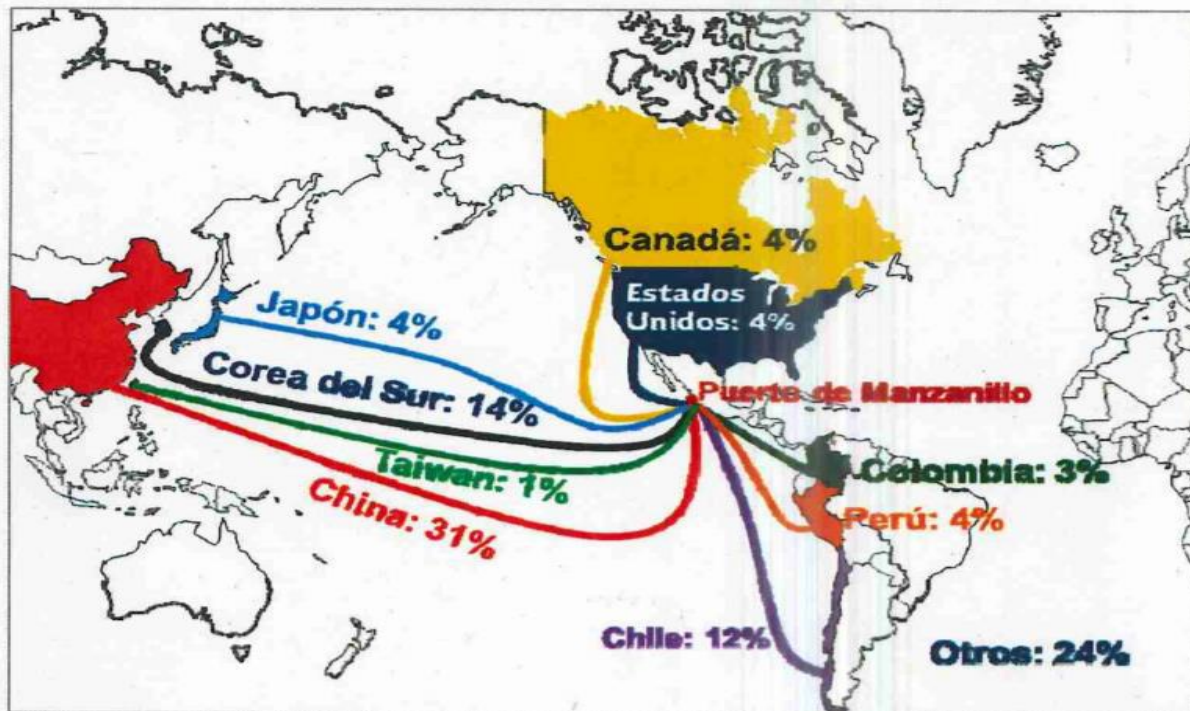 Canadá: 4%
Estados
Unidos: 4%
Japón: 4%
Corea del Sur: 14%
Puerto de Manzanillo
Taiwan: 1%
Colombia: 3%
China: 31%
Perú: 4%
Chile: 12%
Otros: 24%